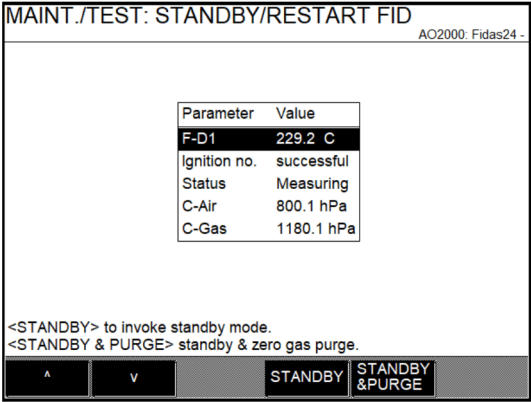 MAINT./TEST: STANDBY/RESTART FID
AO2000: Fidas24 -
Parameter Value
F-D1 229.2 C
Ignition no. successful
Status Measuring
C-Air 800.1 hPa
C-Gas 1180.1 hPa
<STANDBY> to invoke standby mode.
<STANDBY & PURGE> standby & zero gas purge.
^ v STANDBY STANDBY
&PURGE